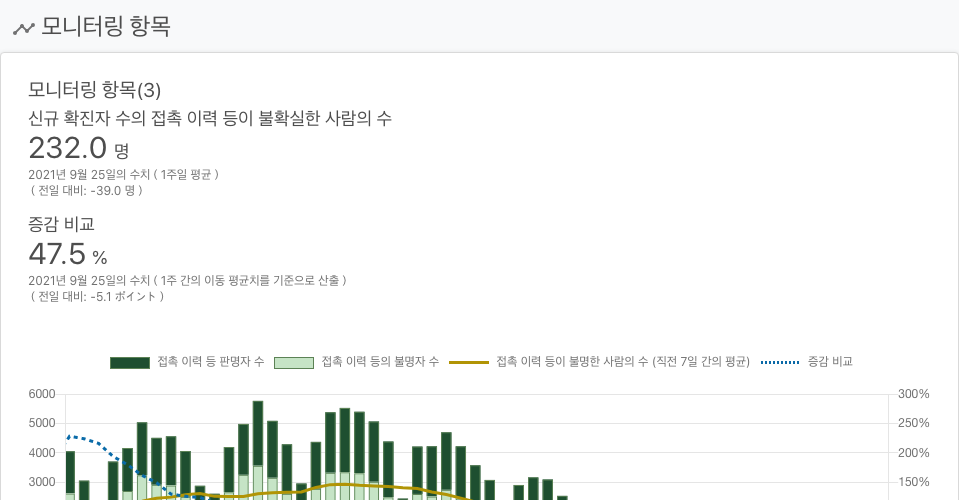 모니터링 항목
모니터링 항목(3)
신규 확진자 수의 접촉 이력 등이 불확실한 사람의 수
232.0 명
2021년 9월 25일의 수치 ( 1주일 평균 )
( 전일 대비: -39.0 명 )
증감 비교
47.5 %
2021년 9월 25일의 수치 ( 1주 간의 이동 평균치를 기준으로 산출 )
( 전일 대비: -5.1 ポイント )
접촉 이력 등 판명자 수 접촉 이력 등의 불명자 수 접촉 이력 등이 불명한 사람의 수 (직전 7일 간의 평균) 증감 비교
6000 300%
5000 250%
4000 200%
3000 150%